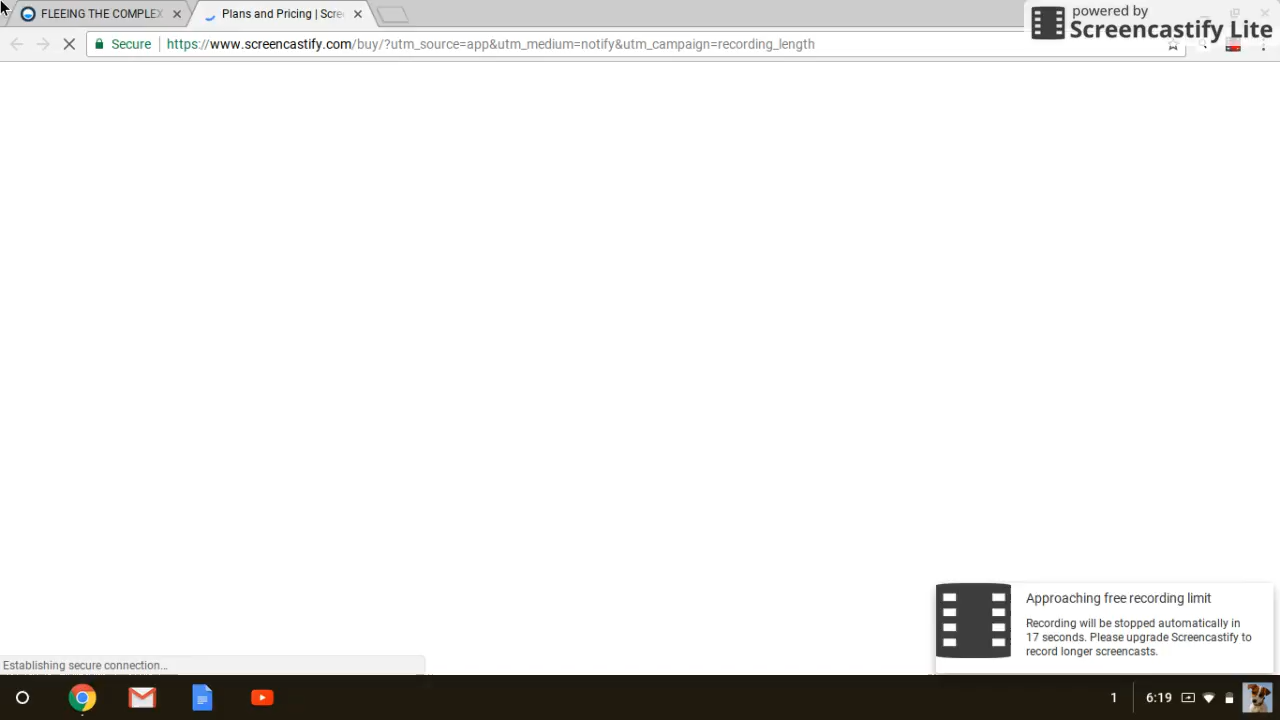 FLEEING THE COMPLEX
Plans and Pricing | Scre
powered by
Screencastify Lite
Secure
https://www.screencastify.com/buy/?utm_source=app&utm_medium=notify&utm_campaign=recording_length
Approaching free recording limit
Recording will be stopped automatically in
17 seconds. Please upgrade Screencastify to
record longer screencasts.
Establishing secure connection...
1
6:19